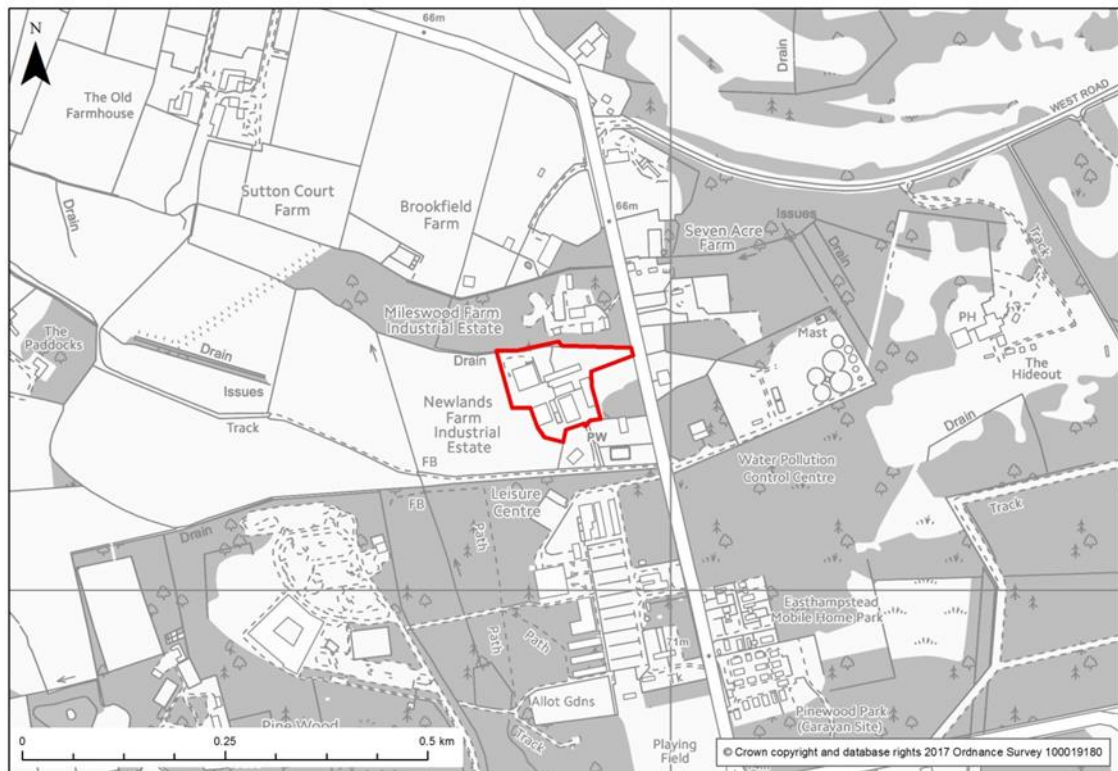 66m
N
Drain
The Old
Farmhouse
WEST ROAD
Sutton Court
Farm
Brookfield
Farm
66m
Drain
Issues
Seven Acre
Farm
Drain
Track
Mileswood Farm
Industrial Estate
PH
The
Paddocks
Drain
Drain
Mast
The
Hideout
Issues
Newlands
Farm
Industrial
Estate
Track
Drain
PW
FB
Water Pollution
Control Centre
Leisure
Centre
FB
Track
Drain
Path
Path
Path
Easthampstead
Mobile Home Park
71m
Tk
Allot Gdns
Pinewood Park
(Caravan Site)
Pine Wood
Track
Playing
Field
0 0.25 0.5 km
© Crown copyright and database rights 2017 Ordnance Survey 100019180